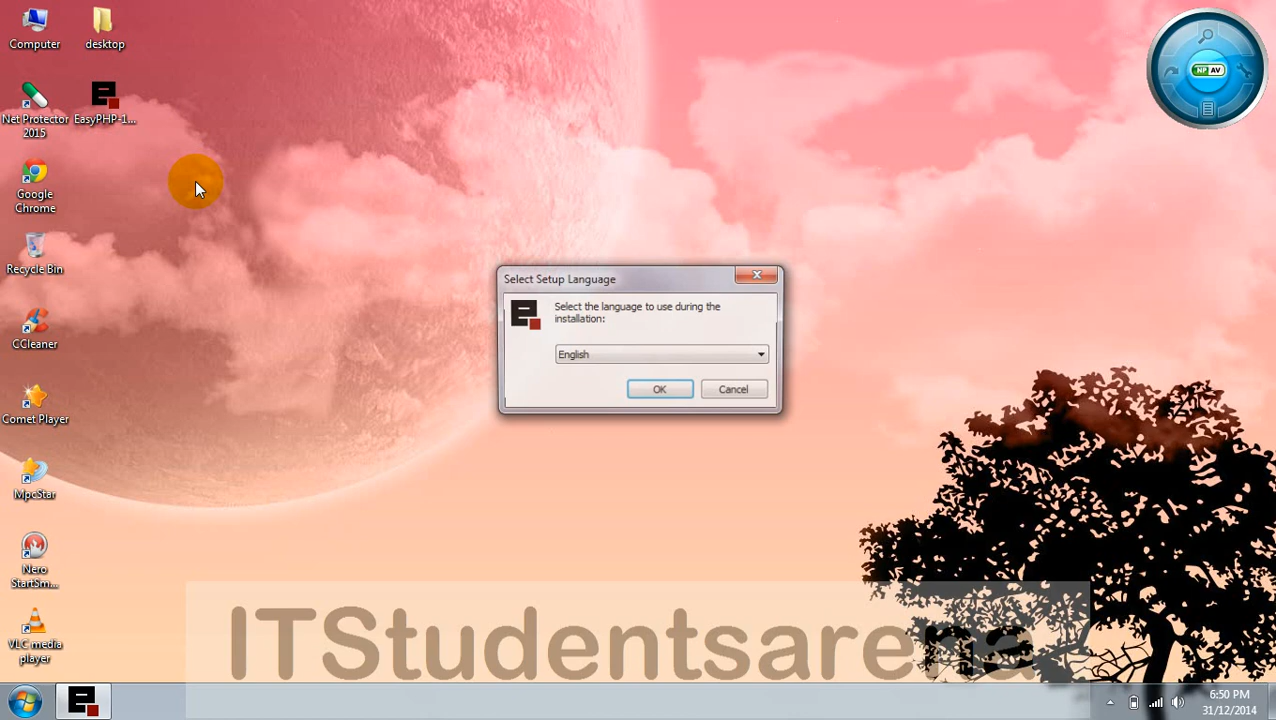 Computer
desktop
Net Protector
2015
EasyPHP-1...
Google
Chrome
Recycle Bin
CCleaner
Comet Player
MpcStar
Nero
StartSm...
VLC media
player
NP AV
Select Setup Language
Select the language to use during the
installation:
English
OK
Cancel
ITStudentsarena
6:50 PM
31/12/2014